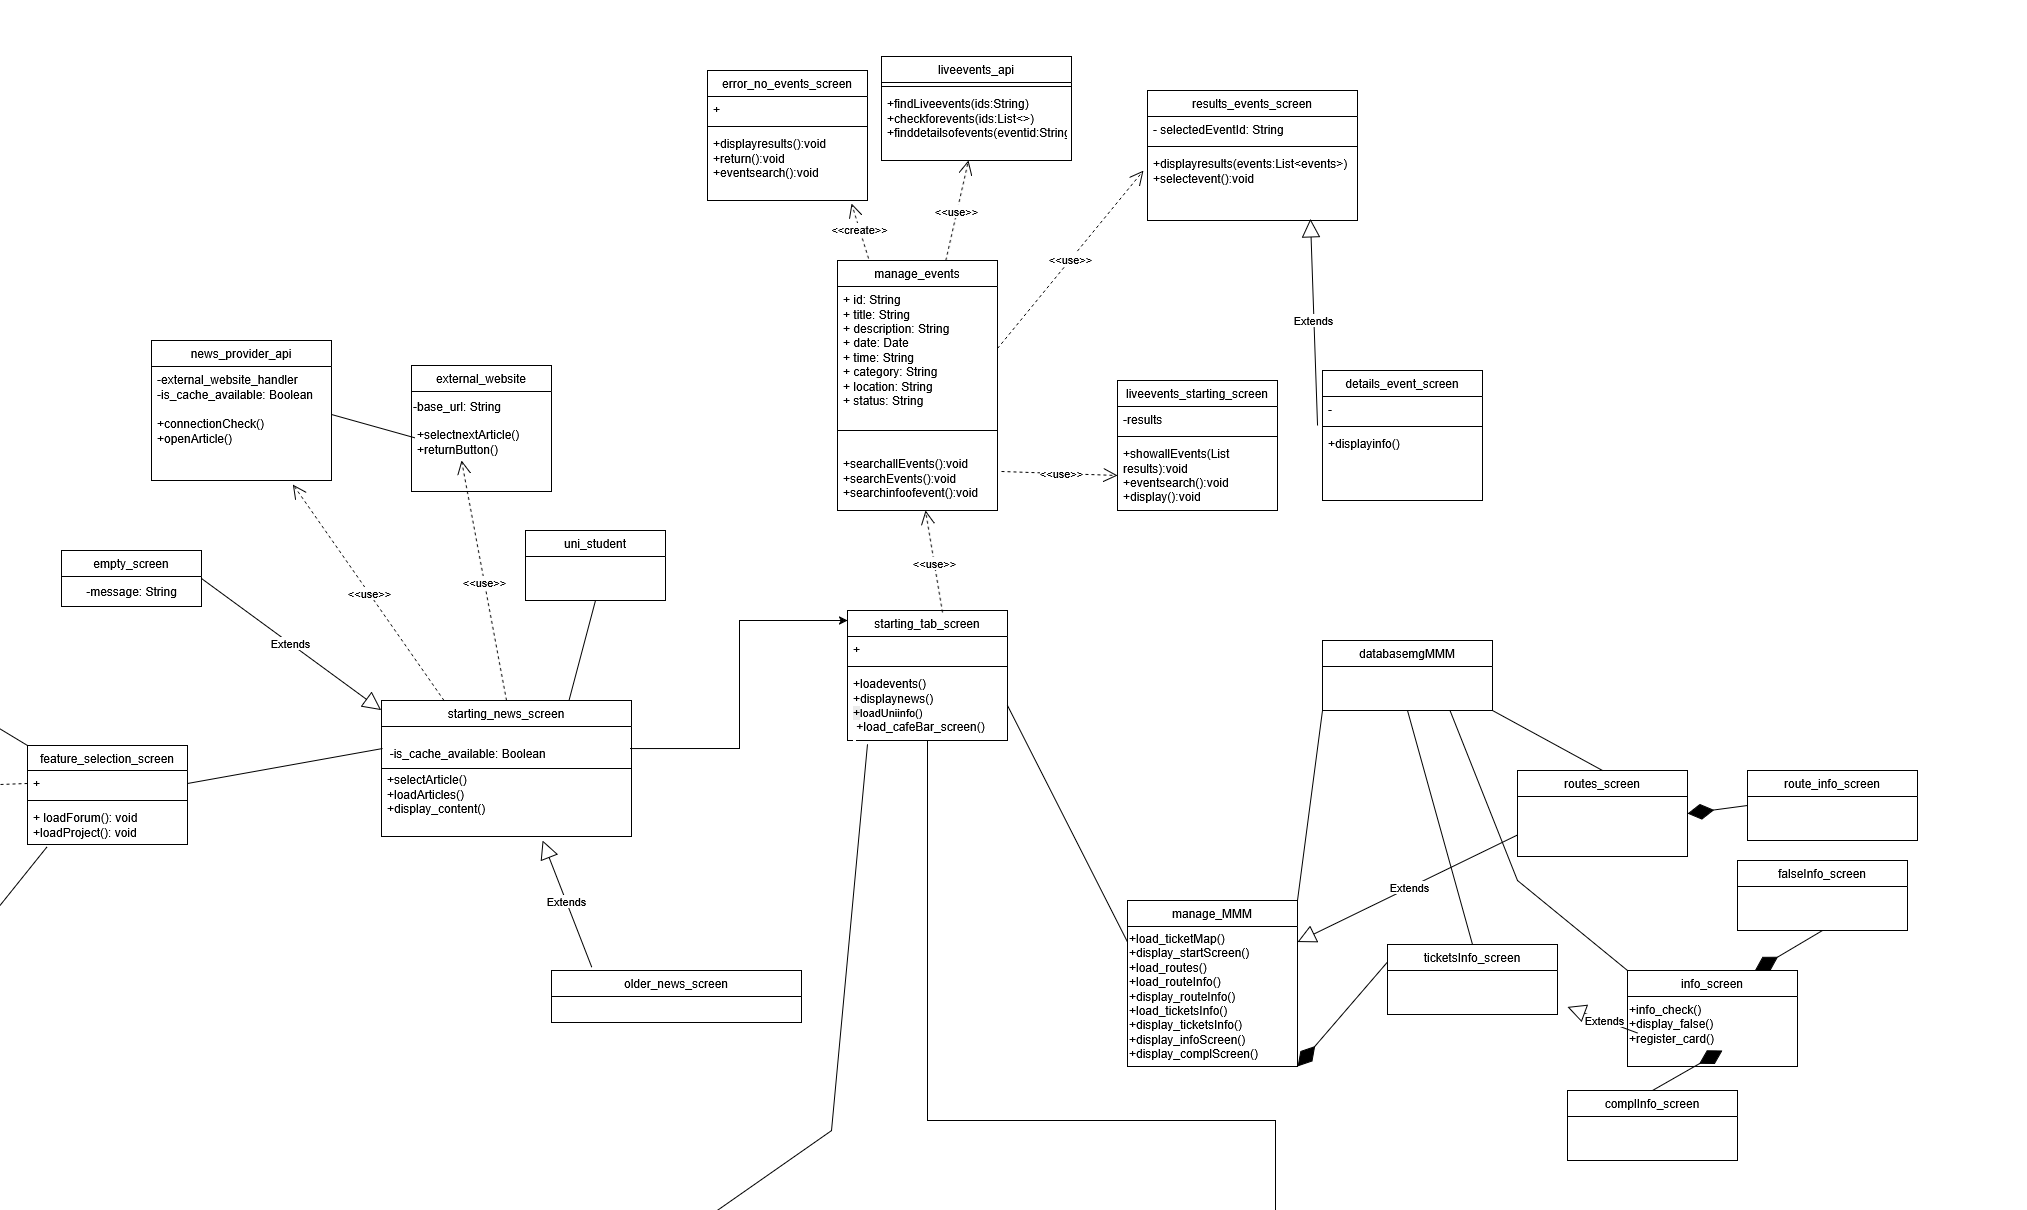 error_no_events_screen
+
+displayresults():void
+return():void
+eventsearch():void
liveevents_api
+findLiveevents(ids:String)
+checkforevents(ids:List<>)
+finddetailsofevents(eventid:String
results_events_screen
- selectedEventId: String
+displayresults(events:List<events>)
+selectevent():void
<<create>>
<<use>>
<<use>>
manage_events
+ id: String
+ title: String
+ description: String
+ date: Date
+ time: String
+ category: String
+ location: String
+ status: String
+searchallEvents():void
+searchEvents():void
+searchinfoofevent():void
Extends
<<use>>
liveevents_starting_screen
-results
+showallEvents(List
results):void
+eventsearch():void
+display():void
details_event_screen
-
+displayinfo()
news_provider_api
-external_website_handler
-is_cache_available: Boolean
+connectionCheck()
+openArticle()
external_website
-base_url: String
+selectnextArticle()
+returnButton()
uni_student
empty_screen
-message: String
<<use>>
<<use>>
<<use>>
Extends
starting_tab_screen
+
+loadevents()
+displaynews()
+loadUniinfo()
+load_cafeBar_screen()
starting_news_screen
-is_cache_available: Boolean
+selectArticle()
+loadArticles()
+display_content()
feature_selection_screen
+
+ loadForum(): void
+loadProject(): void
Extends
older_news_screen
databasemgMMM
routes_screen
route_info_screen
falseInfo_screen
Extends
manage_MMM
+load_ticketMap()
+display_startScreen()
+load_routes()
+load_routeInfo()
+display_routeInfo()
+load_ticketsInfo()
+display_ticketsInfo()
+display_infoScreen()
+display_complScreen()
ticketsInfo_screen
Extends
info_screen
+info_check()
+display_false()
+register_card()
complInfo_screen